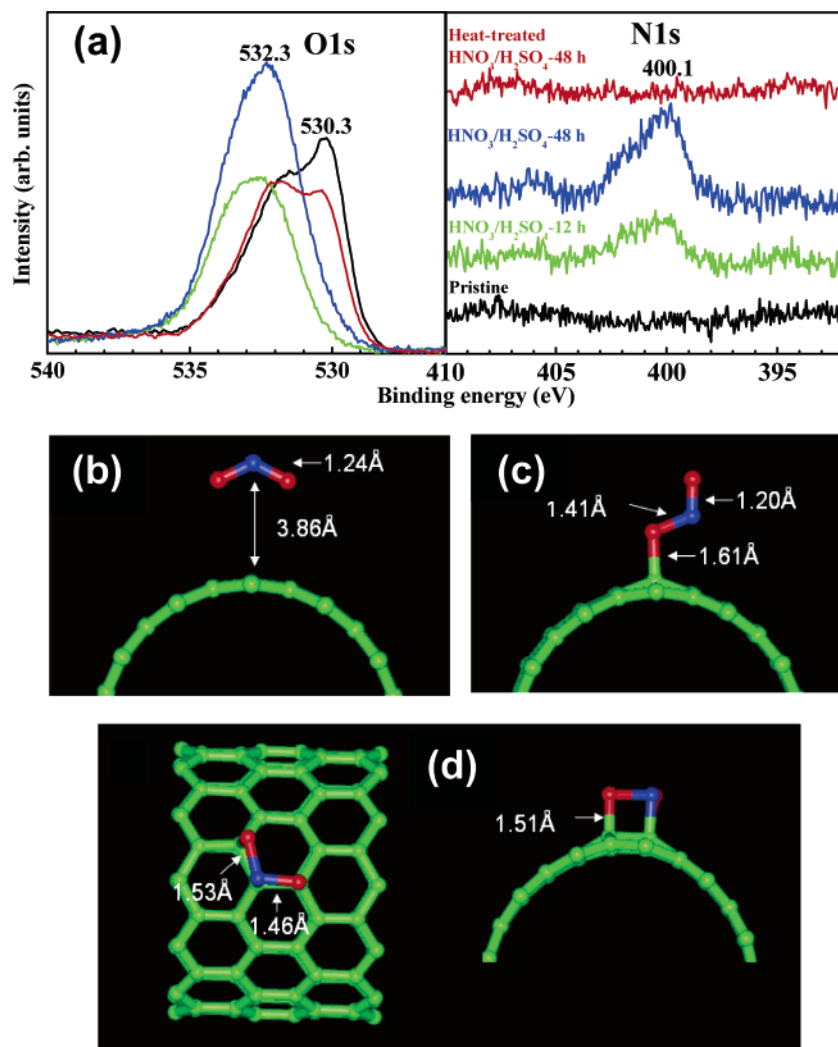 (a)
O1s
532.3
530.3
Intensity (arb. units)
540
535
530
N1s
400.1
Heat-treated
HNO₃/H₂SO₄-48 h
HNO₃/H₂SO₄-48 h
HNO₃/H₂SO₄-12 h
Pristine
410
405
400
395
Binding energy (eV)
(b)
1.24Å
3.86Å
(c)
1.41Å
1.20Å
1.61Å
(d)
1.53Å
1.46Å
1.51Å